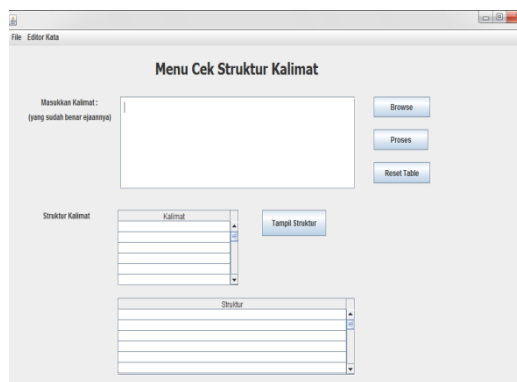 File Editor Kata
Menu Cek Struktur Kalimat
Masukkan Kalimat :
(yang sudah benar ejaannya)
Browse
Proses
Reset Table
Struktur Kalimat
Kalimat
Tampil Struktur
Struktur